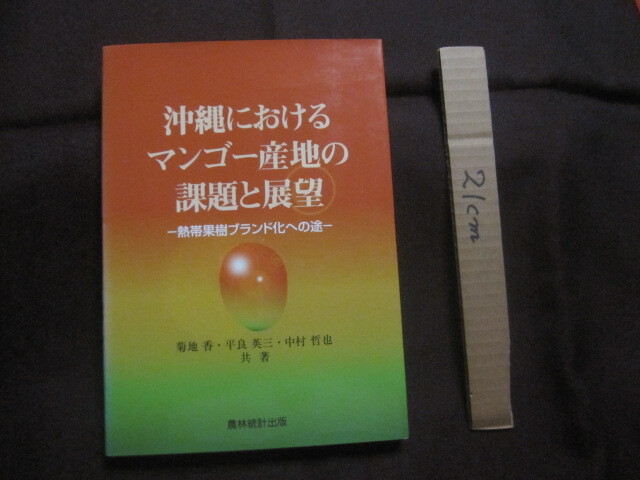 沖縄における
マンゴー産地の
課題と展望
－熱帯果樹ブランド化への途－
菊地 香・平良 英三・中村 哲也
共 著
農林統計出版
21cm